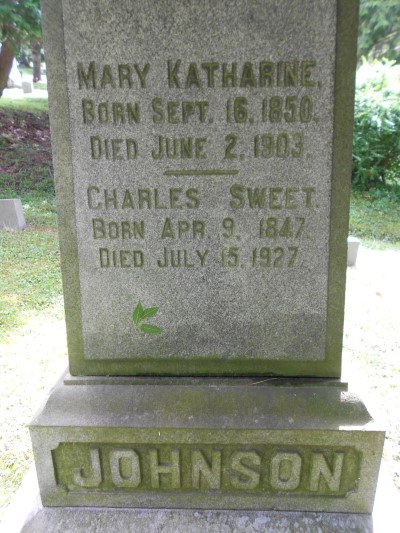 MARY KATHARINE.
BORN SEPT. 16, 1850.
DIED JUNE 2, 1903.
CHARLES SWEET.
BORN APR. 9, 1847.
DIED JULY 15, 1927.
JOHNSON